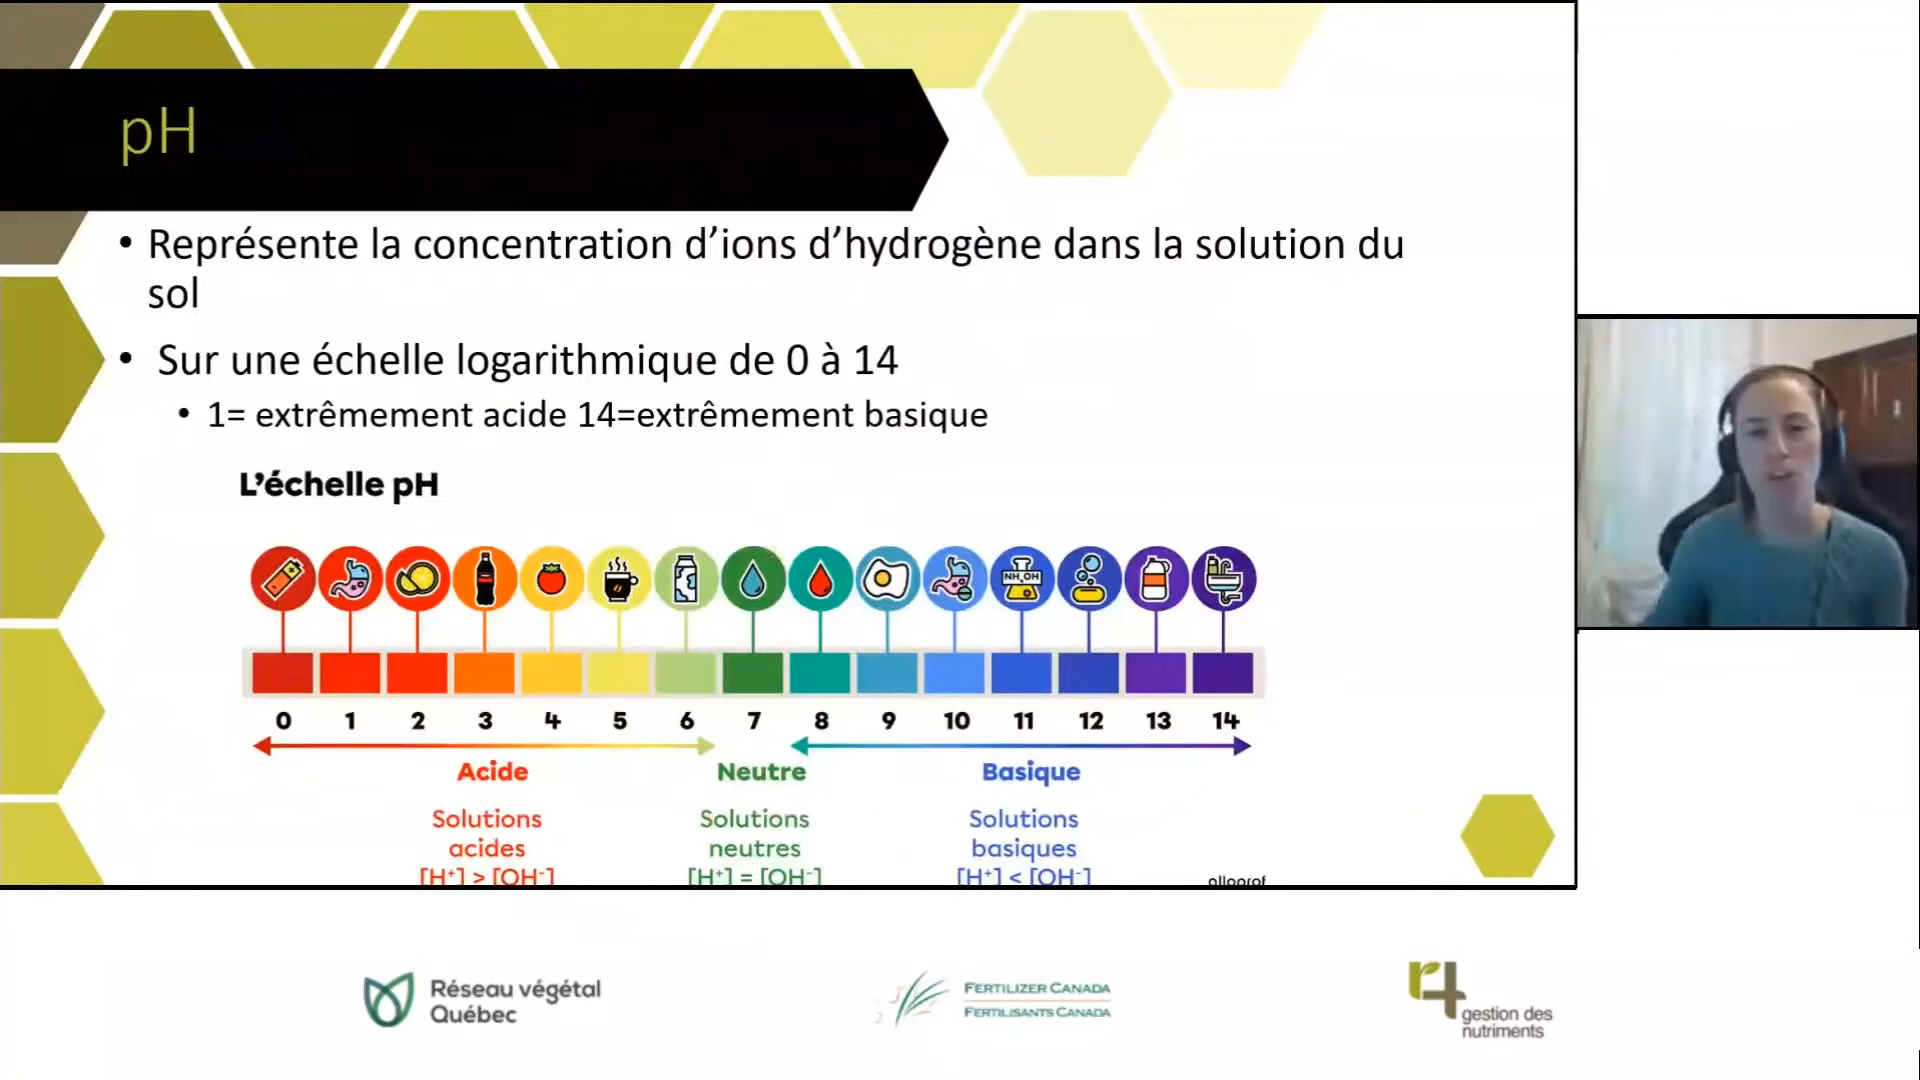 pH
• Représente la concentration d’ions d’hydrogène dans la solution du
sol
• Sur une échelle logarithmique de 0 à 14
• 1= extrêmement acide 14=extrêmement basique
L’échelle pH
NH₄OH
0 1 2 3 4 5 6 7 8 9 10 11 12 13 14
Acide Neutre Basique
Solutions Solutions Solutions
acides neutres basiques
[H⁺] > [OH⁻] [H⁺] = [OH⁻] [H⁺] < [OH⁻]
alloprof
Réseau végétal
Québec
FERTILIZER CANADA
FERTILISANTS CANADA
r4
gestion des
nutriments